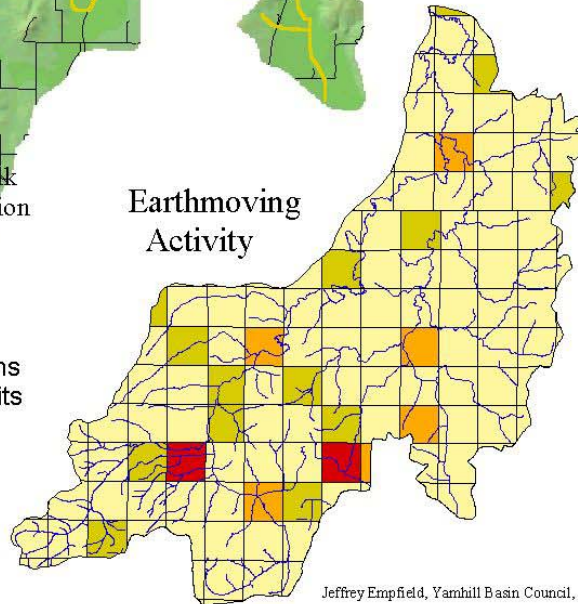 k
ion
Earthmoving
Activity
ns
its
Jeffrey Empfield, Yamhill Basin Council,